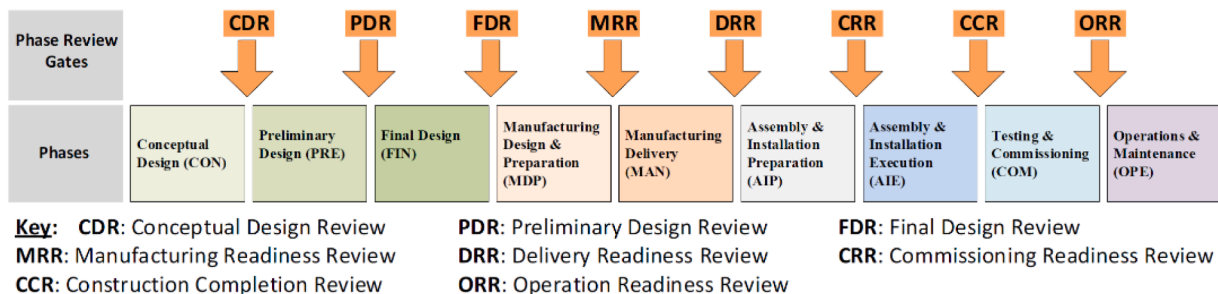 Phase Review
Gates
CDR PDR FDR MRR DRR CRR CCR ORR
Phases
Conceptual
Design (CON)
Preliminary
Design (PRE)
Final Design
(FIN)
Manufacturing
Design &
Preparation
(MDP)
Manufacturing
Delivery
(MAN)
Assembly &
Installation
Preparation
(AIP)
Assembly &
Installation
Execution
(AIE)
Testing &
Commissioning
(COM)
Operations &
Maintenance
(OPE)
Key: CDR: Conceptual Design Review PDR: Preliminary Design Review FDR: Final Design Review
MRR: Manufacturing Readiness Review DRR: Delivery Readiness Review CRR: Commissioning Readiness Review
CCR: Construction Completion Review ORR: Operation Readiness Review